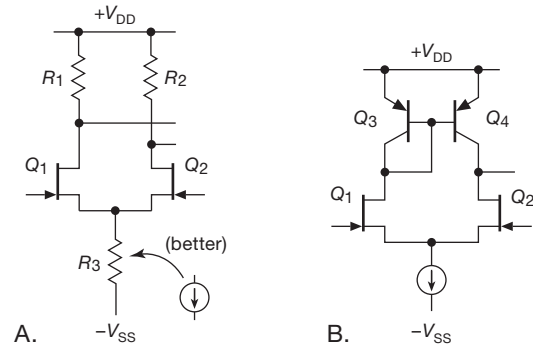 +VDD
R1
R2
Q1
Q2
(better)
R3
−VSS
A.
+VDD
Q3
Q4
Q1
Q2
−VSS
B.